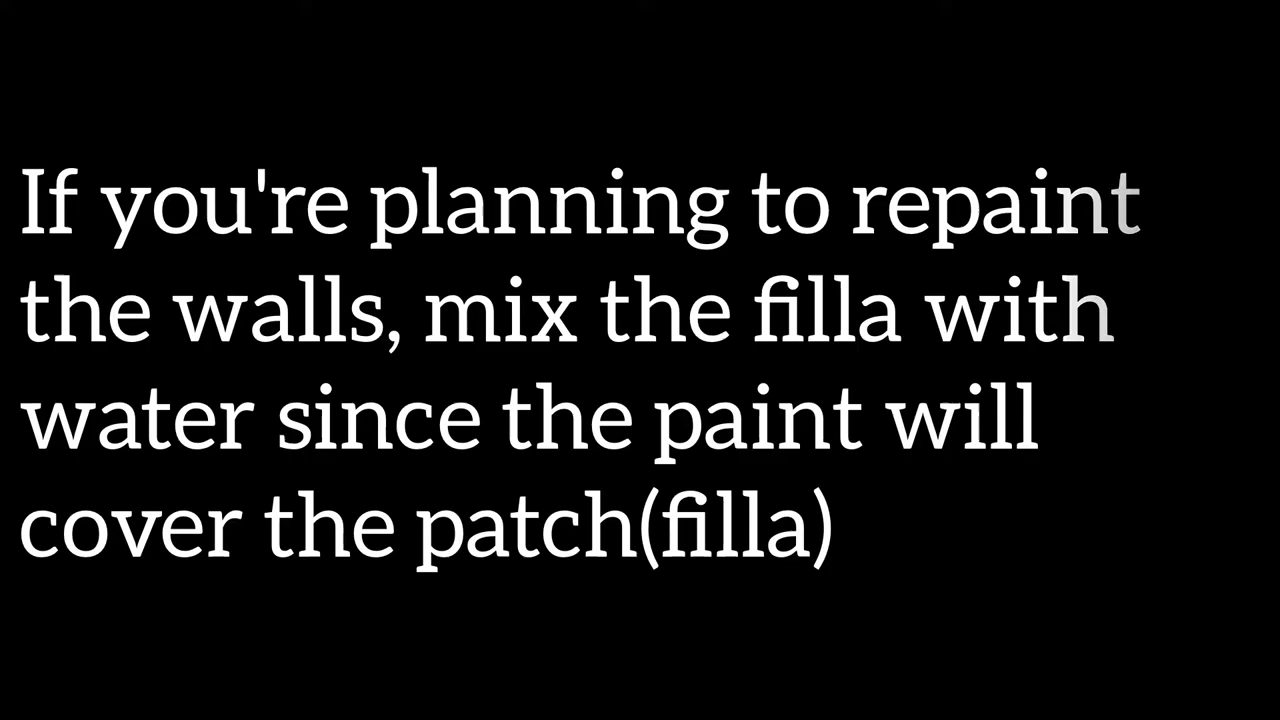 If you're planning to repaint
the walls, mix the filla with
water since the paint will
cover the patch(filla)